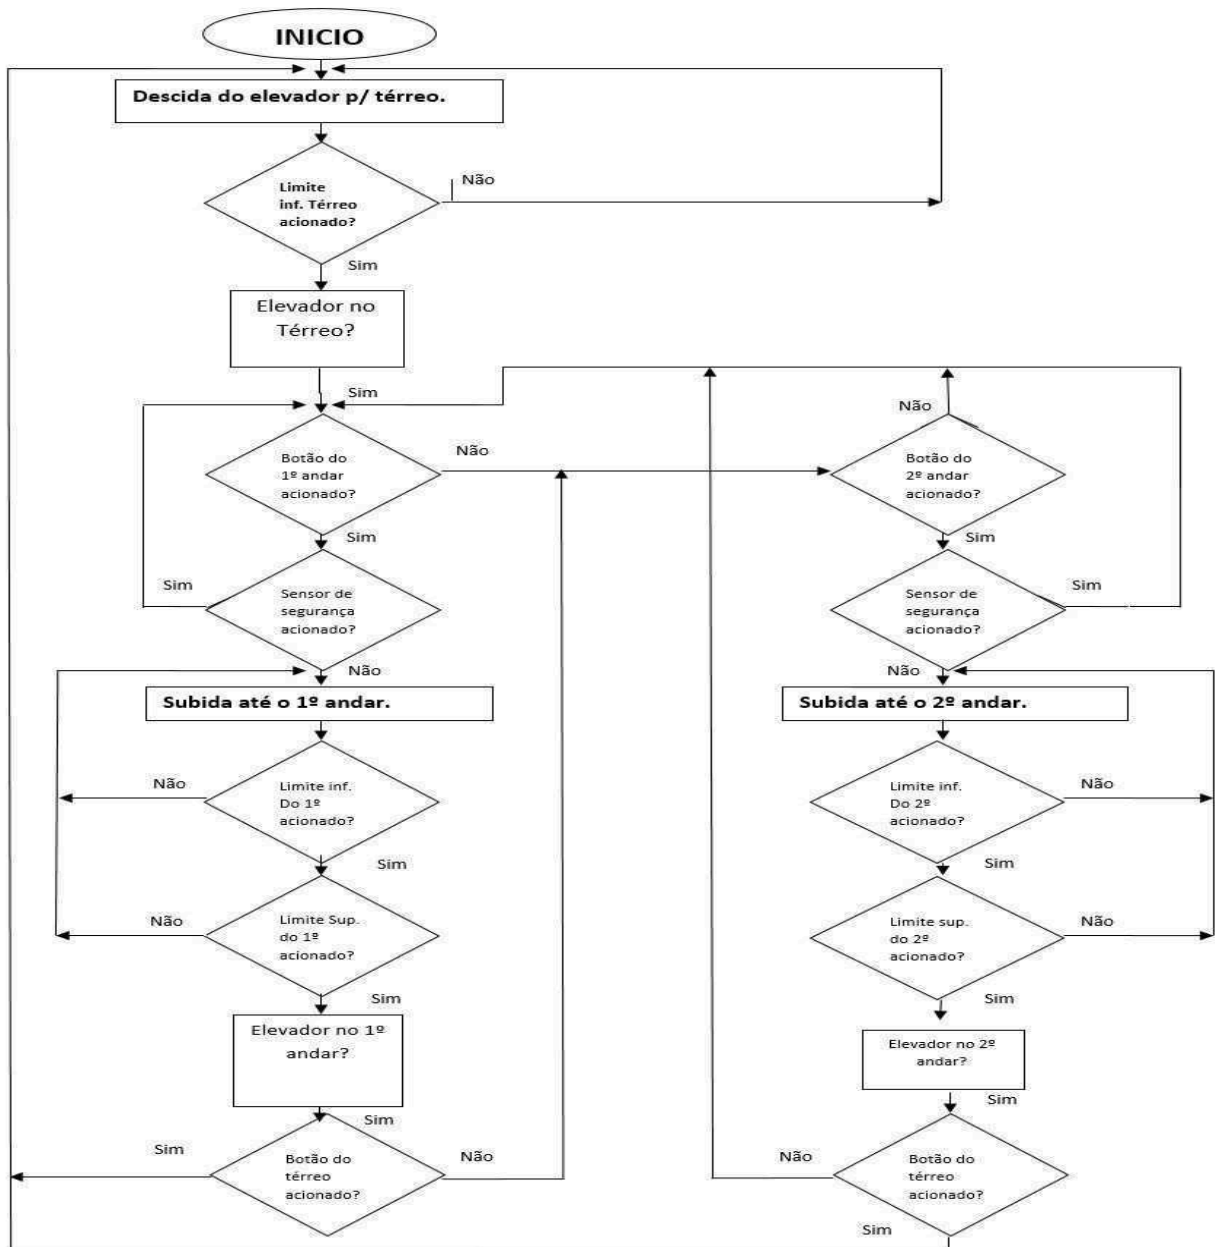 INICIO
Descida do elevador p/ térreo.
Não
Limite
inf. Térreo
acionado?
Sim
Elevador no
Térreo?
Sim
Não
Botão do
1º andar
acionado?
Não
Botão do
2º andar
acionado?
Sim
Sim
Sim
Sensor de
segurança
acionado?
Sensor de
segurança
acionado?
Sim
Não
Não
Subida até o 1º andar.
Subida até o 2º andar.
Não
Limite inf.
Do 1º
acionado?
Limite inf.
Do 2º
acionado?
Não
Sim
Sim
Não
Limite Sup.
do 1º
acionado?
Limite sup.
do 2º
acionado?
Não
Sim
Sim
Elevador no 1º
andar?
Elevador no 2º
andar?
Sim
Sim
Sim
Botão do
térreo
acionado?
Não
Não
Botão do
térreo
acionado?
Sim